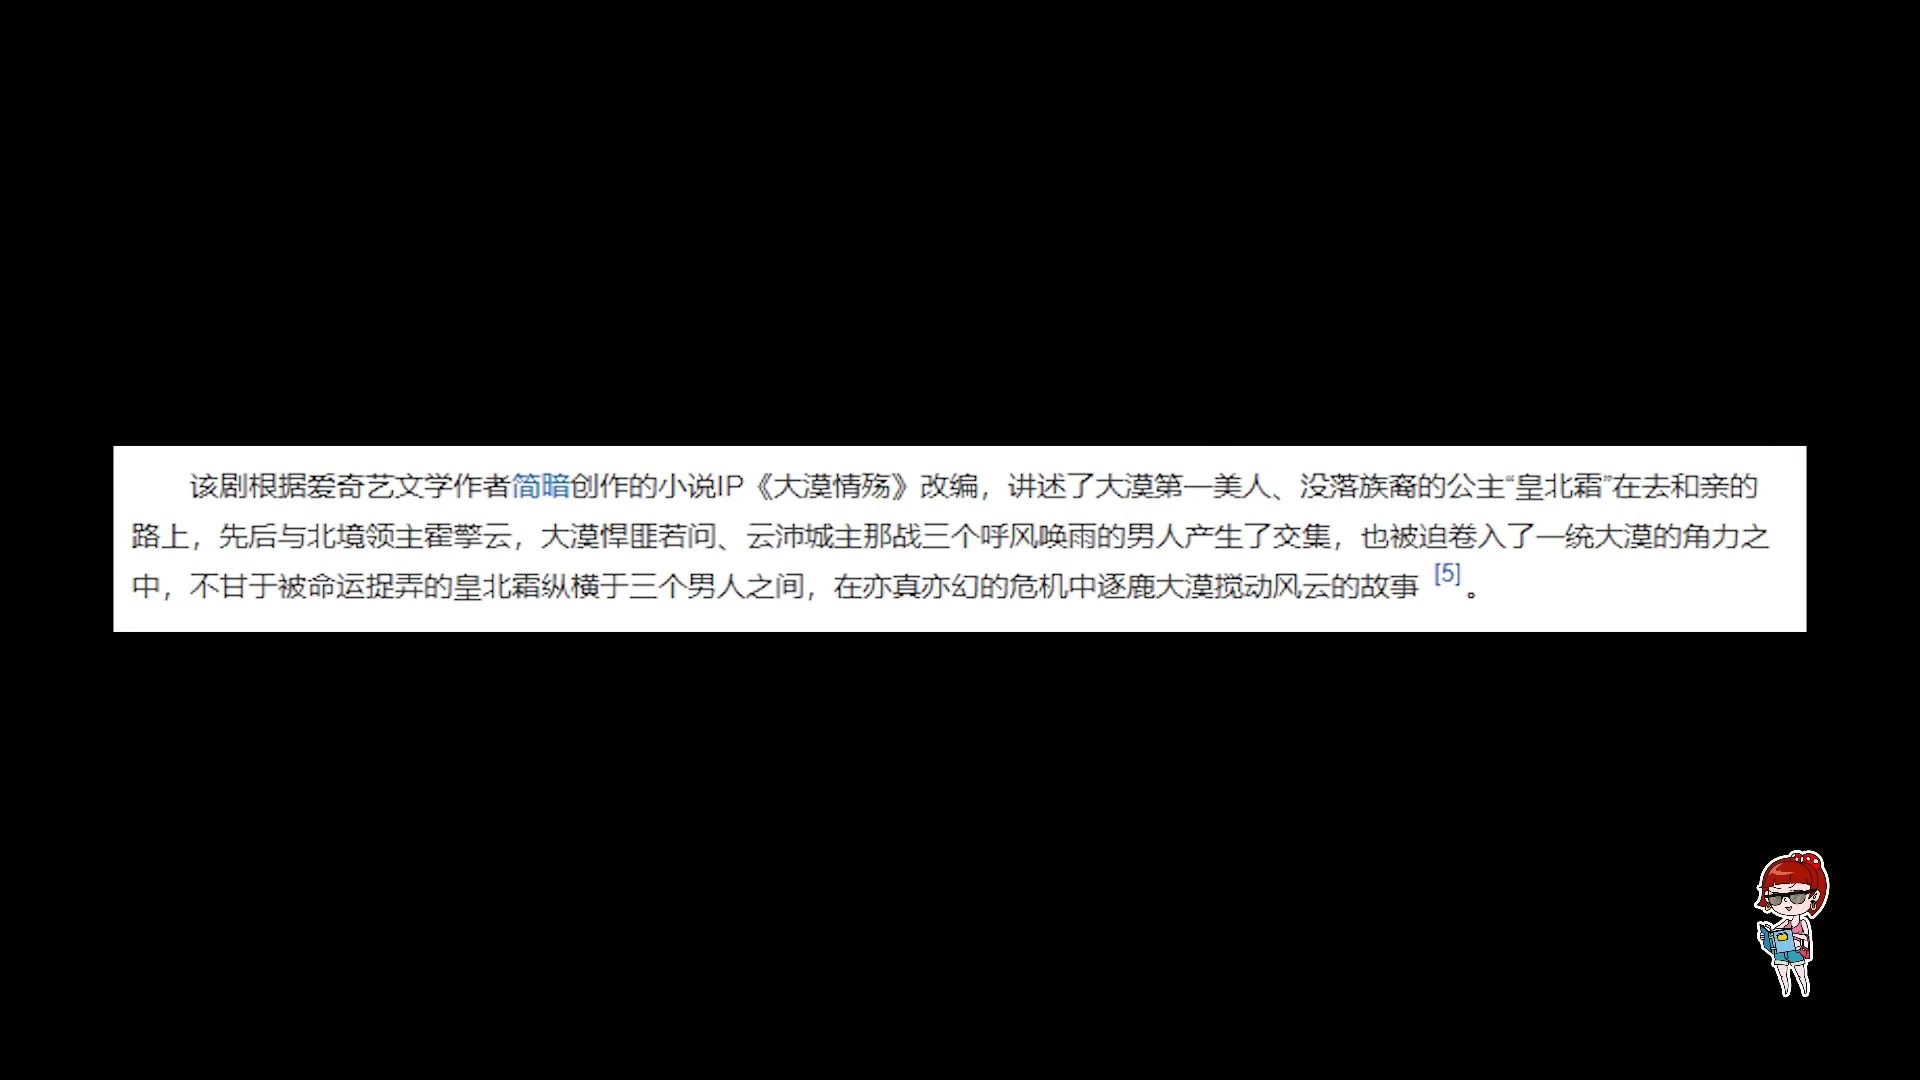 该剧根据爱奇艺文学作者简暗创作的小说IP《大漠情殇》改编，讲述了大漠第一美人、没落族裔的公主“皇北霜”在去和亲的
路上，先后与北境领主霍擎云，大漠悍匪若问、云沛城主那战三个呼风唤雨的男人产生了交集，也被迫卷入了一统大漠的角力之
中，不甘于被命运捉弄的皇北霜纵横于三个男人之间，在亦真亦幻的危机中逐鹿大漠搅动风云的故事 [5] 。